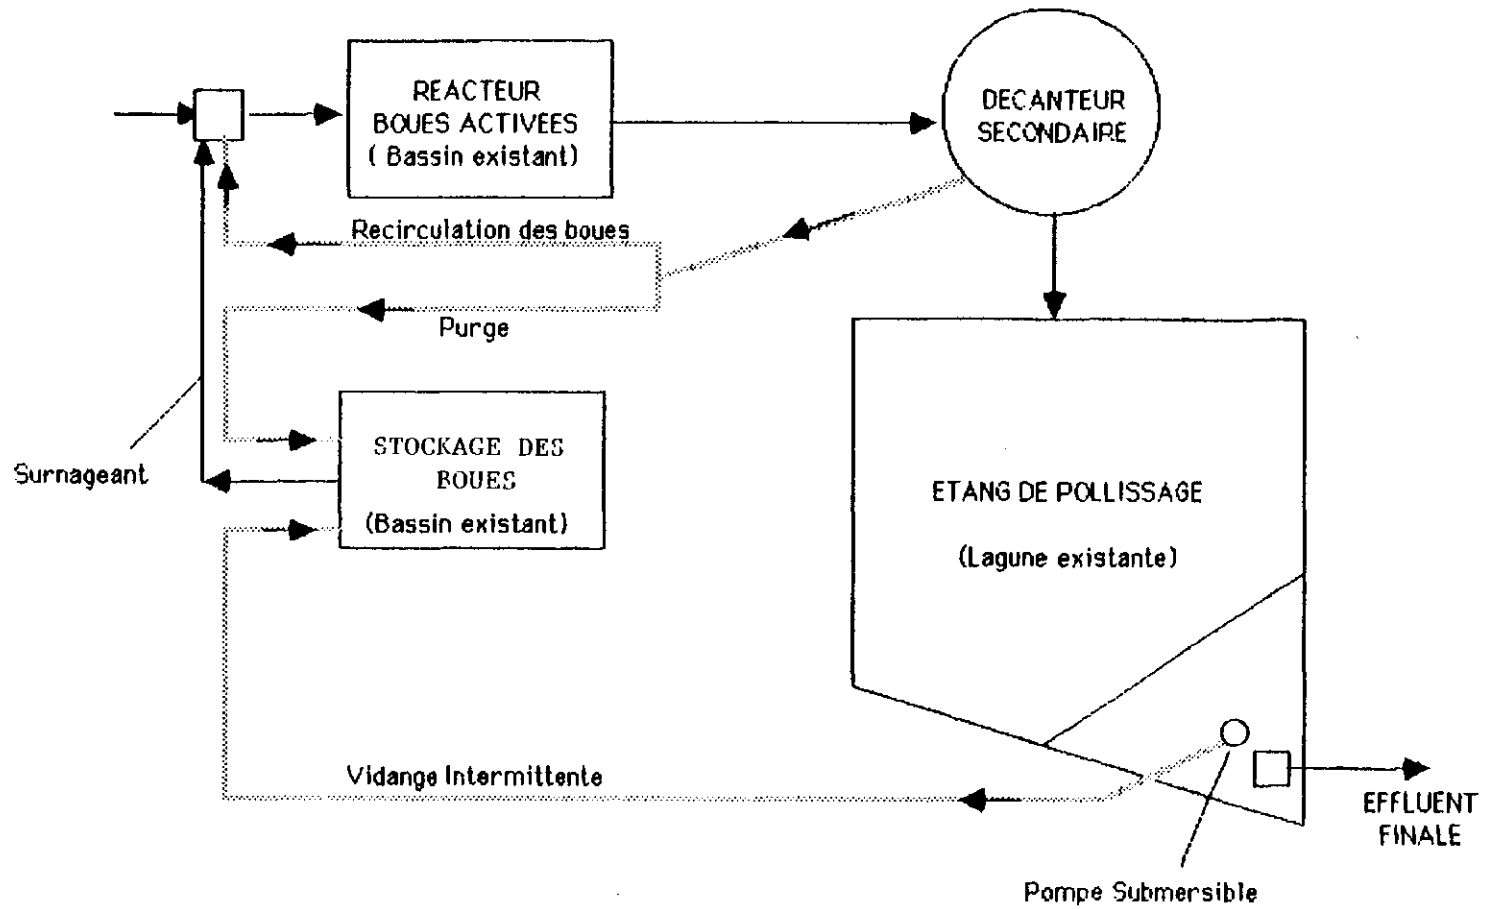 REACTEUR
BOUES ACTIVEES
( Bassin existant)
DECANTEUR
SECONDAIRE
Recirculation des boues
Purge
STOCKAGE DES
BOUES
(Bassin existant)
Surnageant
ETANG DE POLLISSAGE
(Lagune existante)
Vidange Intermittente
EFFLUENT
FINALE
Pompe Submersible